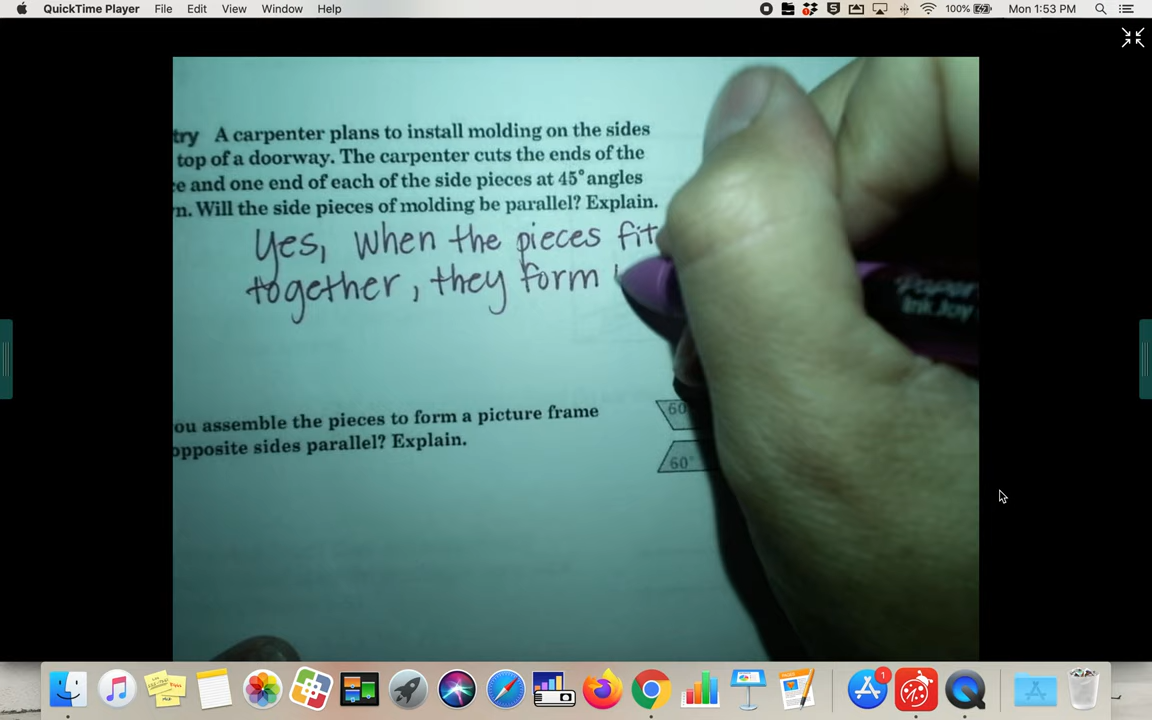 QuickTime Player File Edit View Window Help 100% Mon 1:53 PM
try A carpenter plans to install molding on the sides
top of a doorway. The carpenter cuts the ends of the
e and one end of each of the side pieces at 45° angles
n. Will the side pieces of molding be parallel? Explain.
Yes, when the pieces fit
together, they form
Paper
InkJoy
ou assemble the pieces to form a picture frame
opposite sides parallel? Explain.
60
60°
1